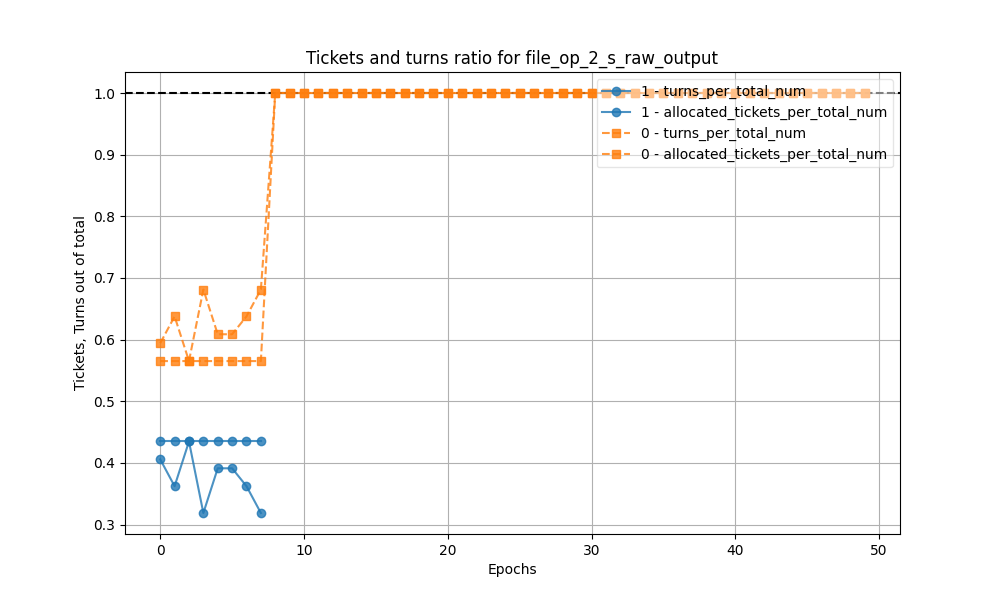 Tickets and turns ratio for file_op_2_s_raw_output
1.0
0.9
0.8
0.7
0.6
0.5
0.4
0.3
Tickets, Turns out of total
1 - turns_per_total_num
1 - allocated_tickets_per_total_num
0 - turns_per_total_num
0 - allocated_tickets_per_total_num
0 10 20 30 40 50
Epochs